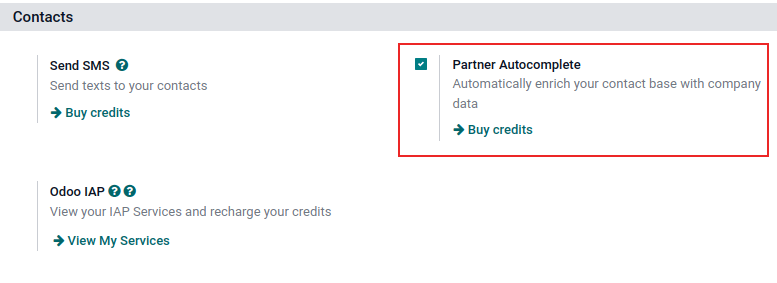 Contacts
Send SMS
Send texts to your contacts
Buy credits
Partner Autocomplete
Automatically enrich your contact base with company
data
Buy credits
Odoo IAP
View your IAP Services and recharge your credits
View My Services